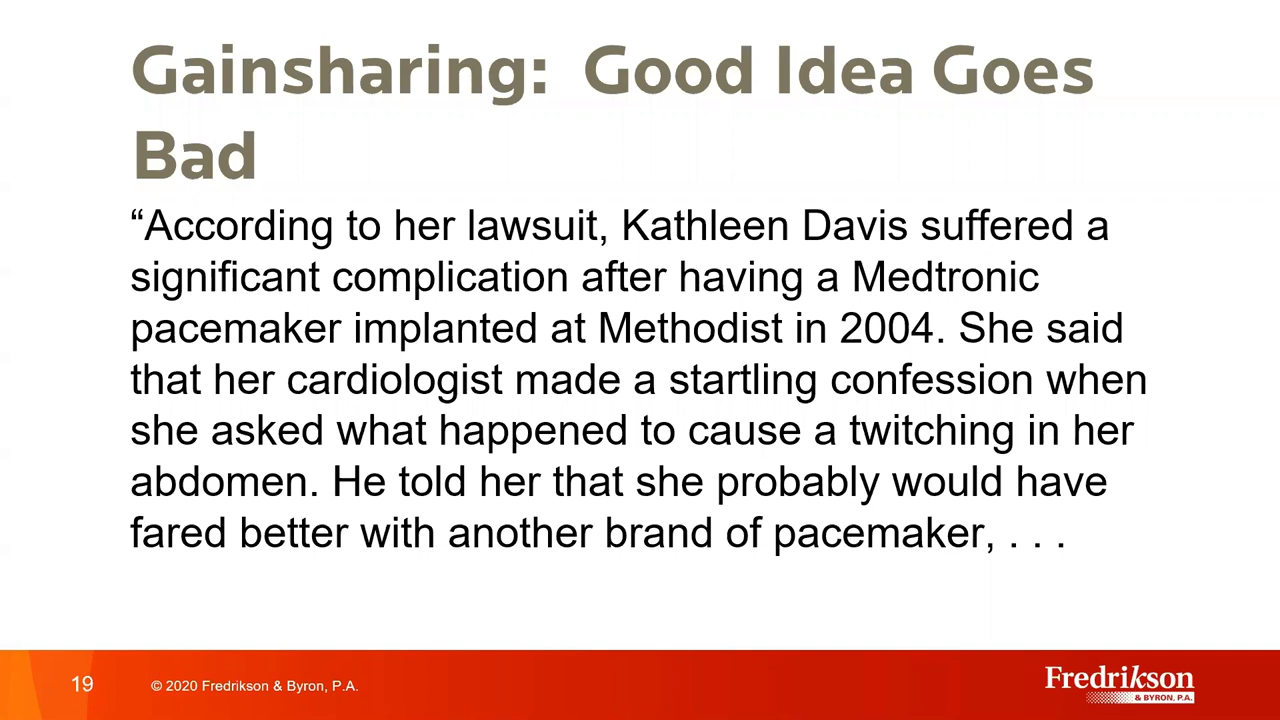 Gainsharing: Good Idea Goes
Bad
“According to her lawsuit, Kathleen Davis suffered a
significant complication after having a Medtronic
pacemaker implanted at Methodist in 2004. She said
that her cardiologist made a startling confession when
she asked what happened to cause a twitching in her
abdomen. He told her that she probably would have
fared better with another brand of pacemaker, . . .
19
© 2020 Fredrikson & Byron, P.A.
Fredrikson
& BYRON, P.A.